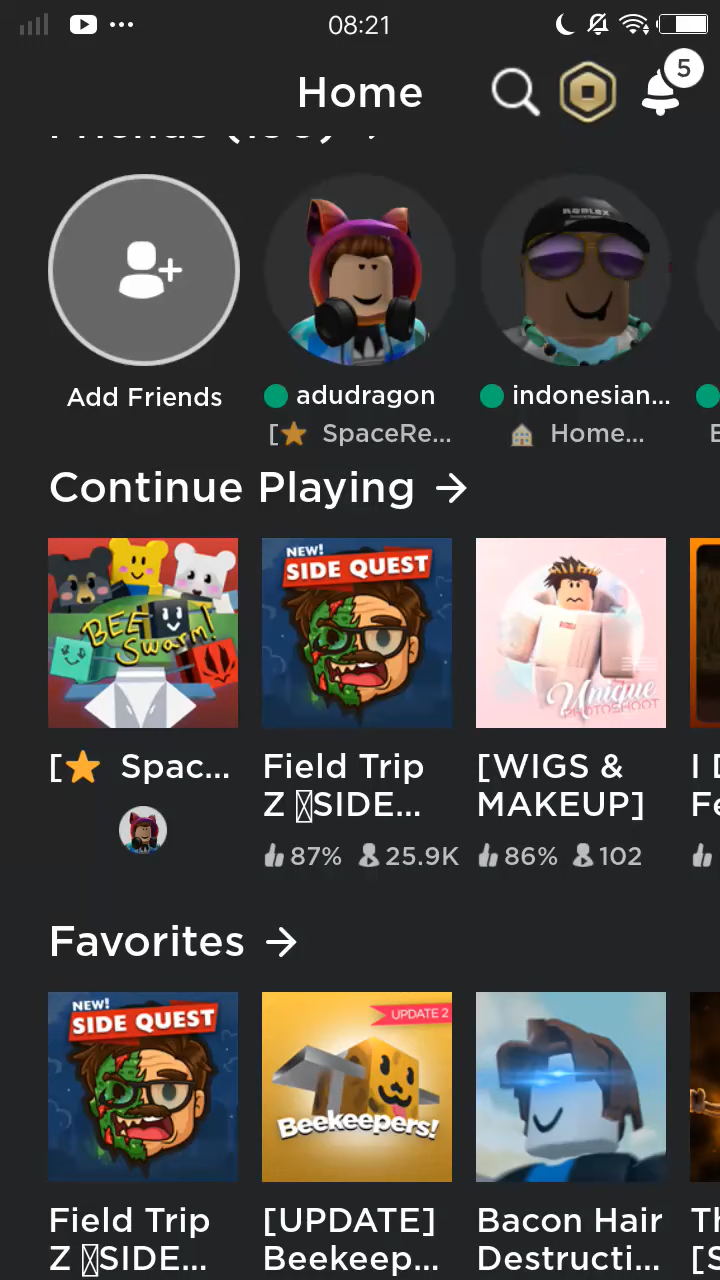 08:21
Home
5
Add Friends
adudragon
indonesian...
[⭐ SpaceRe...
🏠 Home...
Continue Playing →
BEE Swarm!
NEW!
SIDE QUEST
Unique
PHOTOSHOOT
[⭐ Spac...
Field Trip
Z SIDE...
[WIGS &
MAKEUP]
87% 25.9K
86% 102
Favorites →
NEW!
SIDE QUEST
UPDATE 2
Beekeepers!
Field Trip
Z SIDE...
[UPDATE]
Beekeep...
Bacon Hair
Destructi...